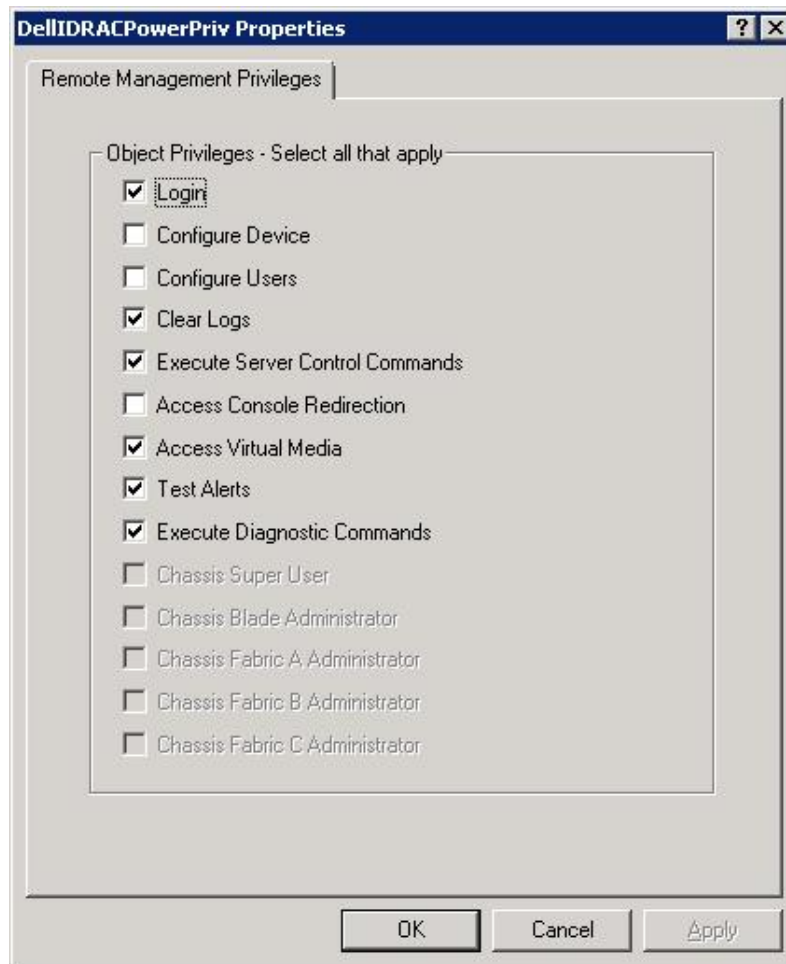 DellIDRACPowerPriv Properties
Remote Management Privileges
Object Privileges - Select all that apply
Login
Configure Device
Configure Users
Clear Logs
Execute Server Control Commands
Access Console Redirection
Access Virtual Media
Test Alerts
Execute Diagnostic Commands
Chassis Super User
Chassis Blade Administrator
Chassis Fabric A Administrator
Chassis Fabric B Administrator
Chassis Fabric C Administrator
OK Cancel Apply